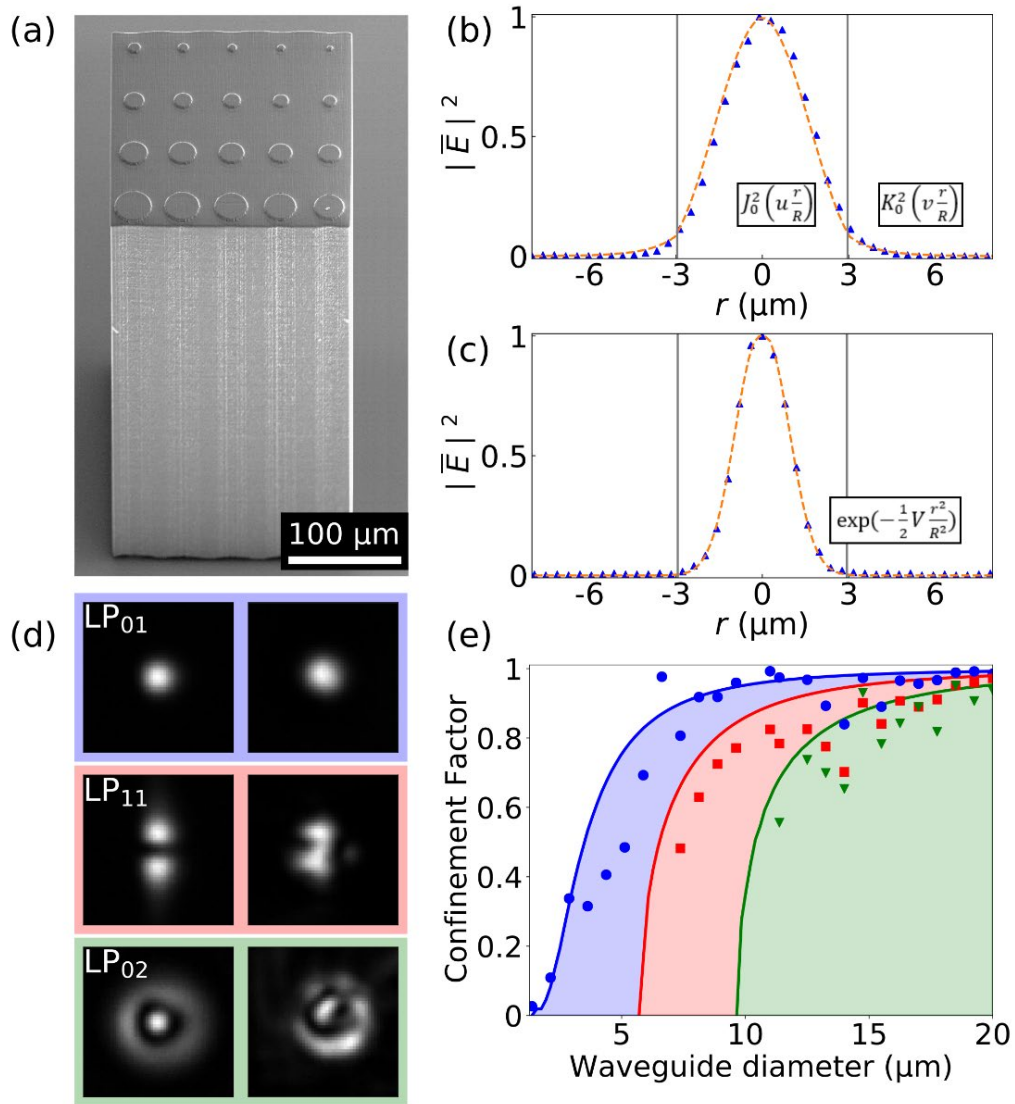 (a)
100 μm
(b)
1
0.5
0
|E̅|²
J₀²(u r/R)
K₀²(v r/R)
-6 -3 0 3 6
r (μm)
(c)
1
0.5
0
|E̅|²
exp(-½V r²/R²)
-6 -3 0 3 6
r (μm)
(d)
LP₀₁
LP₁₁
LP₀₂
(e)
1
0.8
0.6
0.4
0.2
0
Confinement Factor
5 10 15 20
Waveguide diameter (μm)